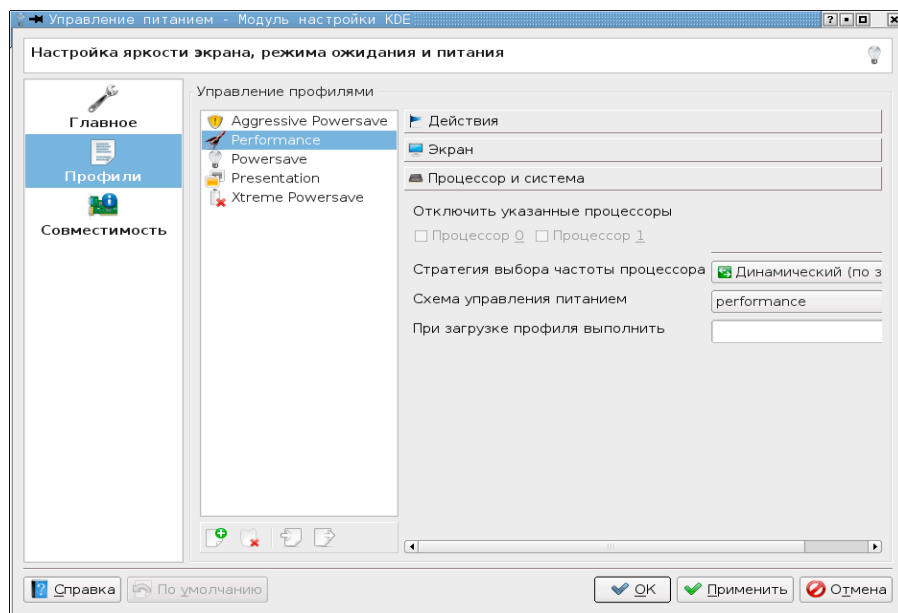 Управление питанием - Модуль настройки KDE
Настройка яркости экрана, режима ожидания и питания
Главное
Профили
Совместимость
Управление профилями
Aggressive Powersave
Performance
Powersave
Presentation
Xtreme Powersave
Действия
Экран
Процессор и система
Отключить указанные процессоры
Процессор 0 Процессор 1
Стратегия выбора частоты процессора Динамический (по з
Схема управления питанием performance
При загрузке профиля выполнить
Справка По умолчанию OK Применить Отмена